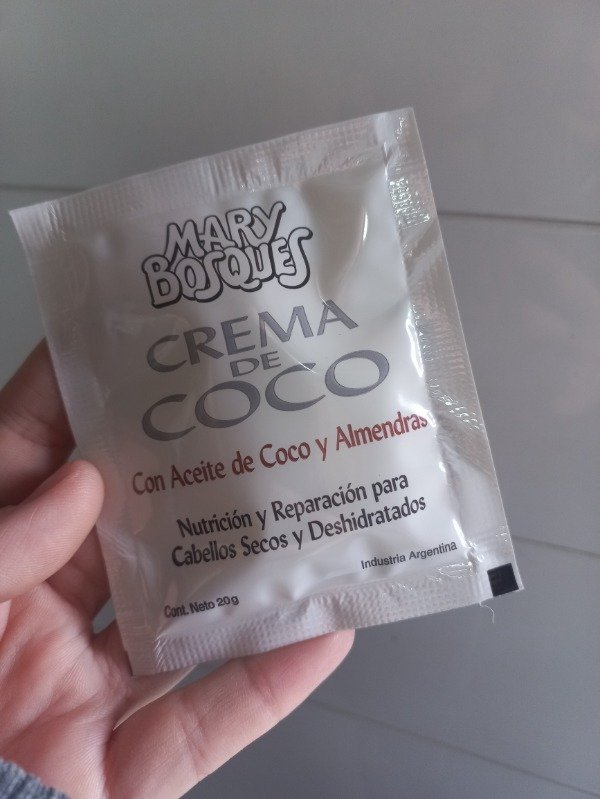 MARY
BOSQUES
CREMA
DE
COCO
Con Aceite de Coco y Almendras
Nutrición y Reparación para
Cabellos Secos y Deshidratados
Industria Argentina
Cont. Neto 20g